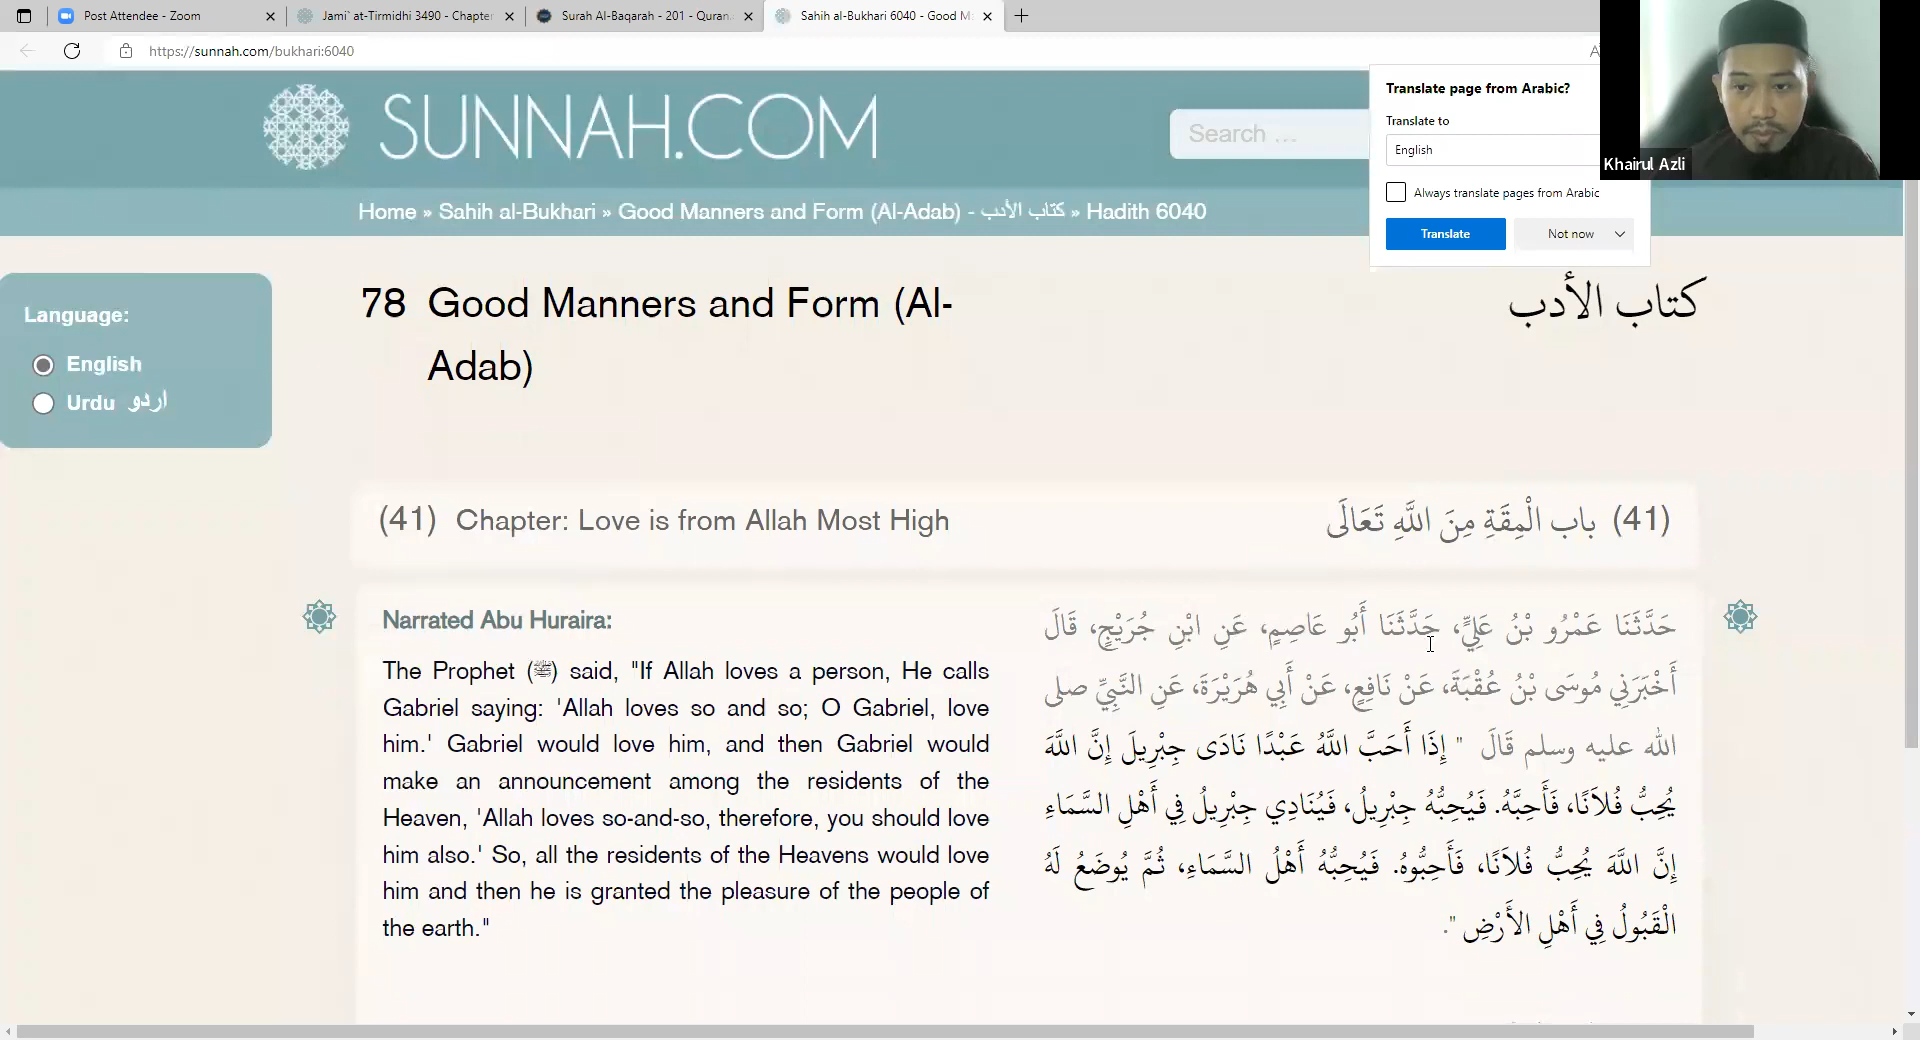 Post Attendee - Zoom
Jami` at-Tirmidhi 3490 - Chapter
Surah Al-Baqarah - 201 - Quran.
Sahih al-Bukhari 6040 - Good M
https://sunnah.com/bukhari:6040
SUNNAH.COM
Search ...
Translate page from Arabic?
Translate to
English
Always translate pages from Arabic
Translate
Not now
Khairul Azli
Home » Sahih al-Bukhari » Good Manners and Form (Al-Adab) - كتاب الأدب » Hadith 6040
Language:
English
Urdu اردو
78 Good Manners and Form (Al-
Adab)
كتاب الأدب
(41) Chapter: Love is from Allah Most High
(41) باب الْمِقَةِ مِنَ اللَّهِ تَعَالَى
Narrated Abu Huraira:
The Prophet (ﷺ) said, "If Allah loves a person, He calls
Gabriel saying: 'Allah loves so and so; O Gabriel, love
him.' Gabriel would love him, and then Gabriel would
make an announcement among the residents of the
Heaven, 'Allah loves so-and-so, therefore, you should love
him also.' So, all the residents of the Heavens would love
him and then he is granted the pleasure of the people of
the earth."
حَدَّثَنَا عَمْرُو بْنُ عَلِيٍّ، حَدَّثَنَا أَبُو عَاصِمٍ، عَنِ ابْنِ جُرَيْجٍ، قَالَ
أَخْبَرَنِي مُوسَى بْنُ عُقْبَةَ، عَنْ نَافِعٍ، عَنْ أَبِي هُرَيْرَةَ، عَنِ النَّبِيِّ صلى
الله عليه وسلم قَالَ " إِذَا أَحَبَّ اللَّهُ عَبْدًا نَادَى جِبْرِيلَ إِنَّ اللَّهَ
يُحِبُّ فُلاَنًا، فَأَحِبَّهُ. فَيُحِبُّهُ جِبْرِيلُ، فَيُنَادِي جِبْرِيلُ فِي أَهْلِ السَّمَاءِ
إِنَّ اللَّهَ يُحِبُّ فُلاَنًا، فَأَحِبُّوهُ. فَيُحِبُّهُ أَهْلُ السَّمَاءِ، ثُمَّ يُوضَعُ لَهُ
الْقَبُولُ فِي أَهْلِ الأَرْضِ ".